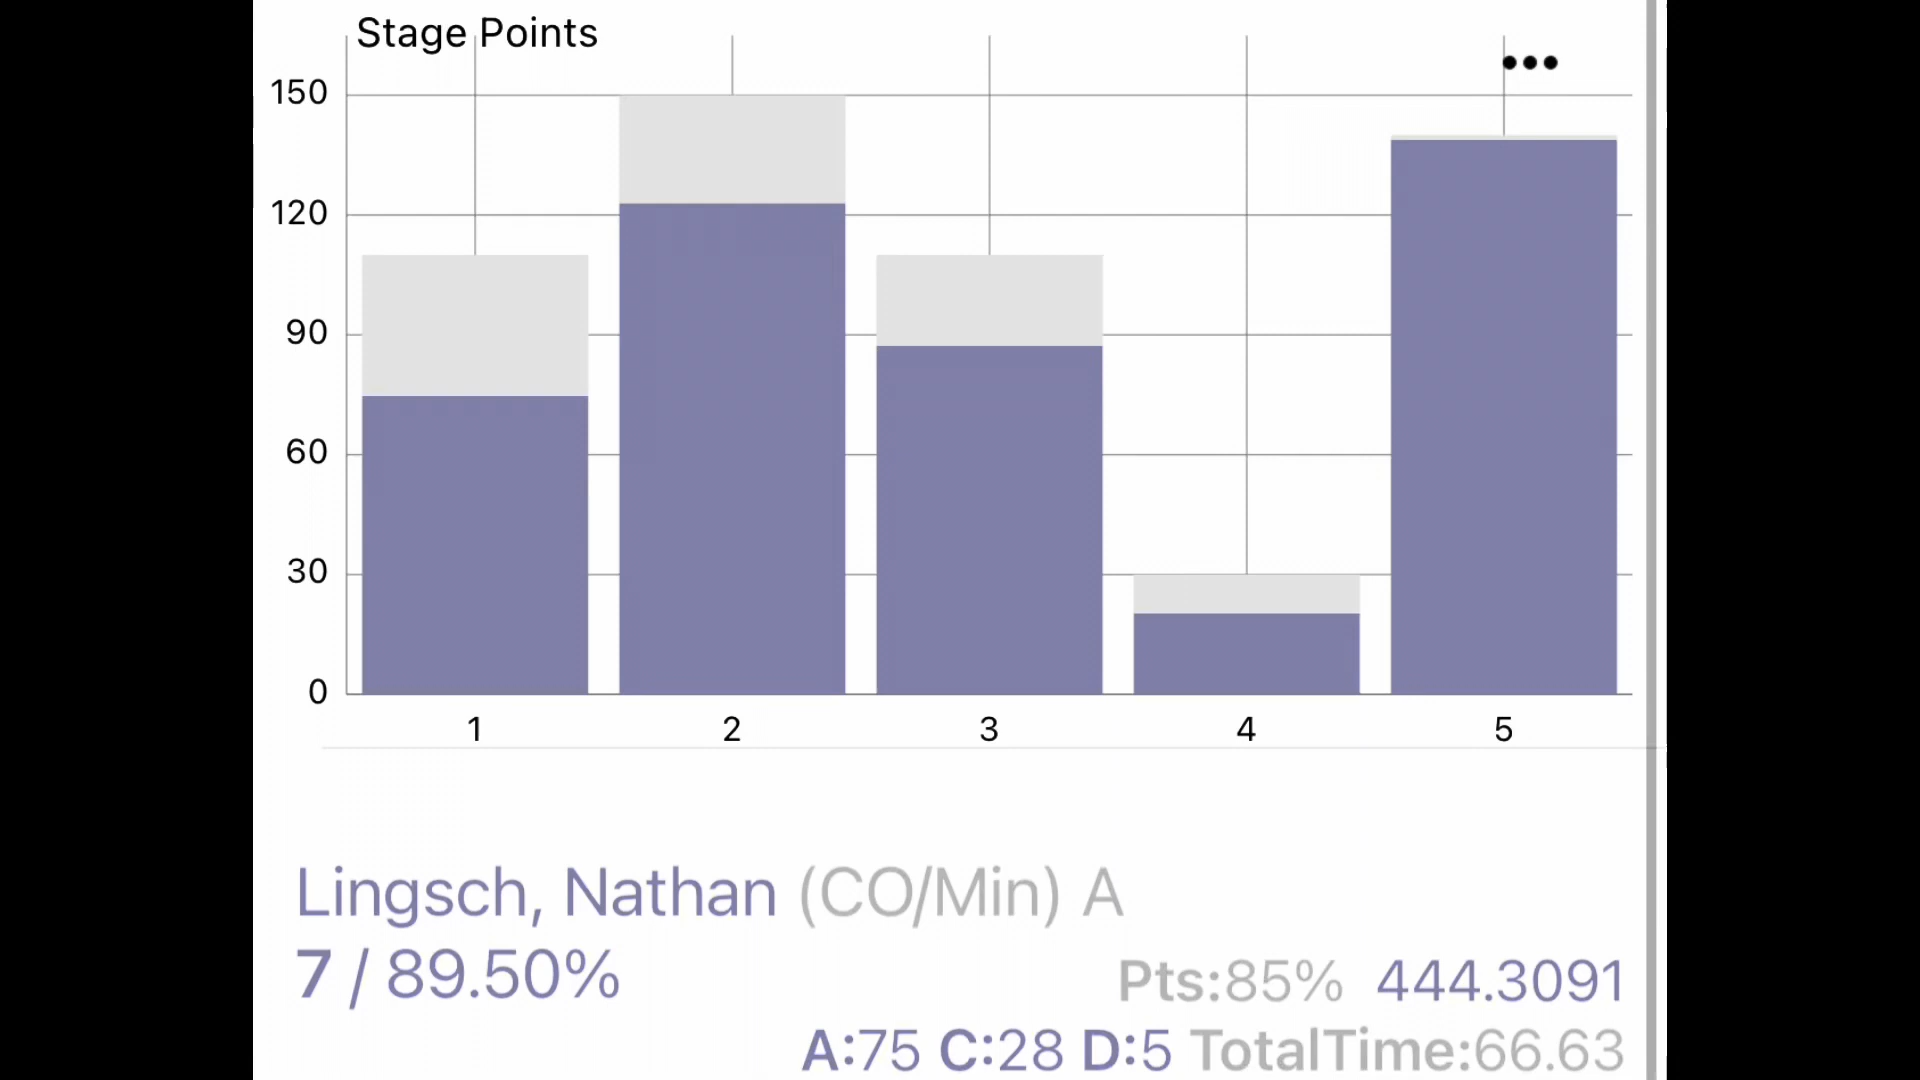 Stage Points
150
120
90
60
30
0
1 2 3 4 5
Lingsch, Nathan (CO/Min) A
7 / 89.50%
Pts:85% 444.3091
A:75 C:28 D:5 TotalTime:66.63